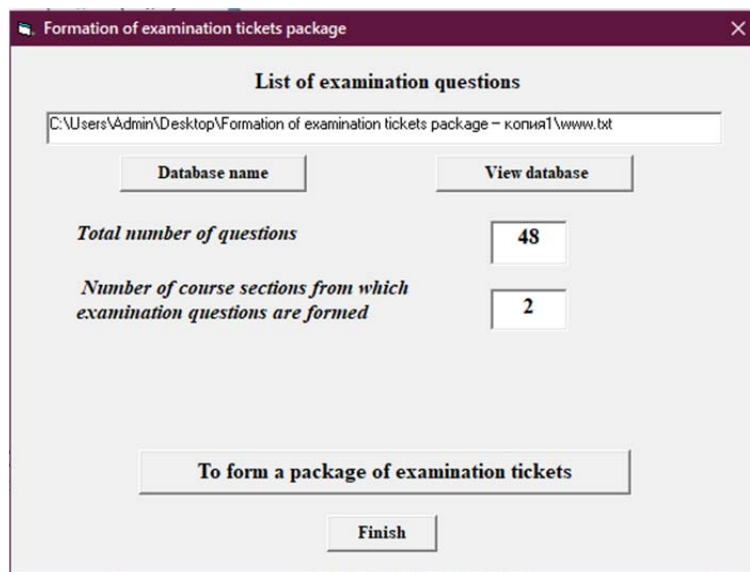 Formation of examination tickets package
List of examination questions
C:\Users\Admin\Desktop\Formation of examination tickets package – копия1\www.txt
Database name View database
Total number of questions 48
Number of course sections from which
examination questions are formed 2
To form a package of examination tickets
Finish